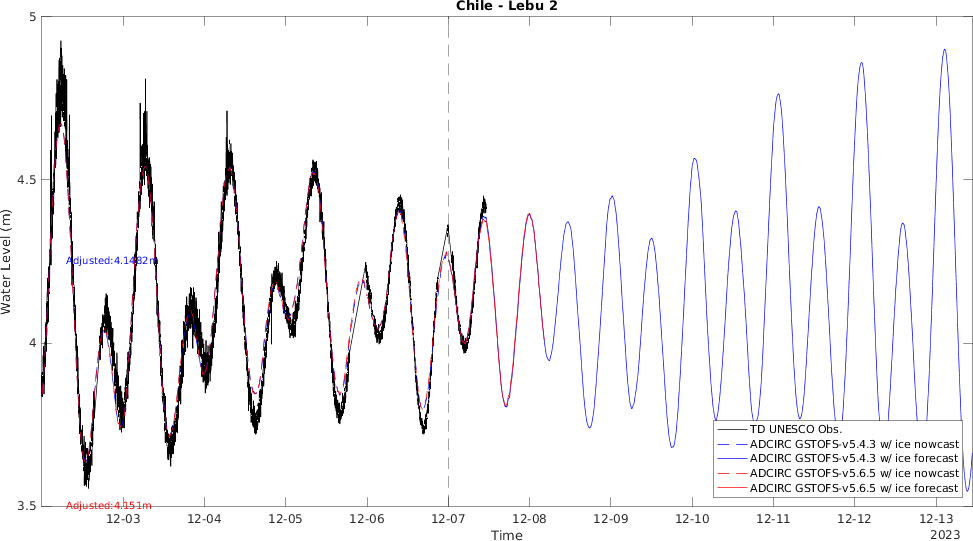 Chile - Lebu 2
5
4.5
4
3.5
Water Level (m)
Adjusted:4.1482m
Adjusted:4.151m
TD UNESCO Obs.
ADCIRC GSTOFS-v5.4.3 w/ ice nowcast
ADCIRC GSTOFS-v5.4.3 w/ ice forecast
ADCIRC GSTOFS-v5.6.5 w/ ice nowcast
ADCIRC GSTOFS-v5.6.5 w/ ice forecast
12-03 12-04 12-05 12-06 12-07 12-08 12-09 12-10 12-11 12-12 12-13
Time
2023